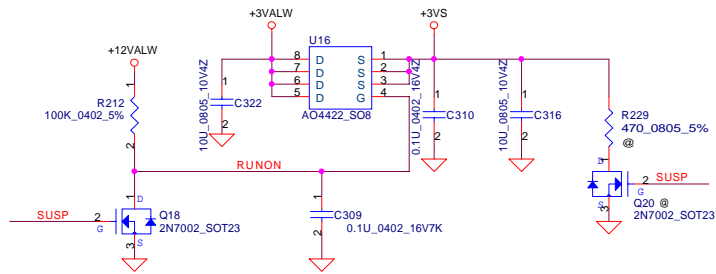 +3VALW
+3VS
+12VALW
U16
8 D S 1
7 D S 2
6 D S 3
5 D G 4
AO4422_SO8
1
R212
100K_0402_5%
2
1
C322
2
10U_0805_10V4Z
1
C310
2
0.1U_0402_16V4Z
1
C316
2
10U_0805_10V4Z
R229
470_0805_5%
@
RUNON
SUSP
2
G
1
D
Q18
2N7002_SOT23
3
S
1
C309
2
0.1U_0402_16V7K
D
1
SUSP
2
G
Q20 @
2N7002_SOT23
3
S